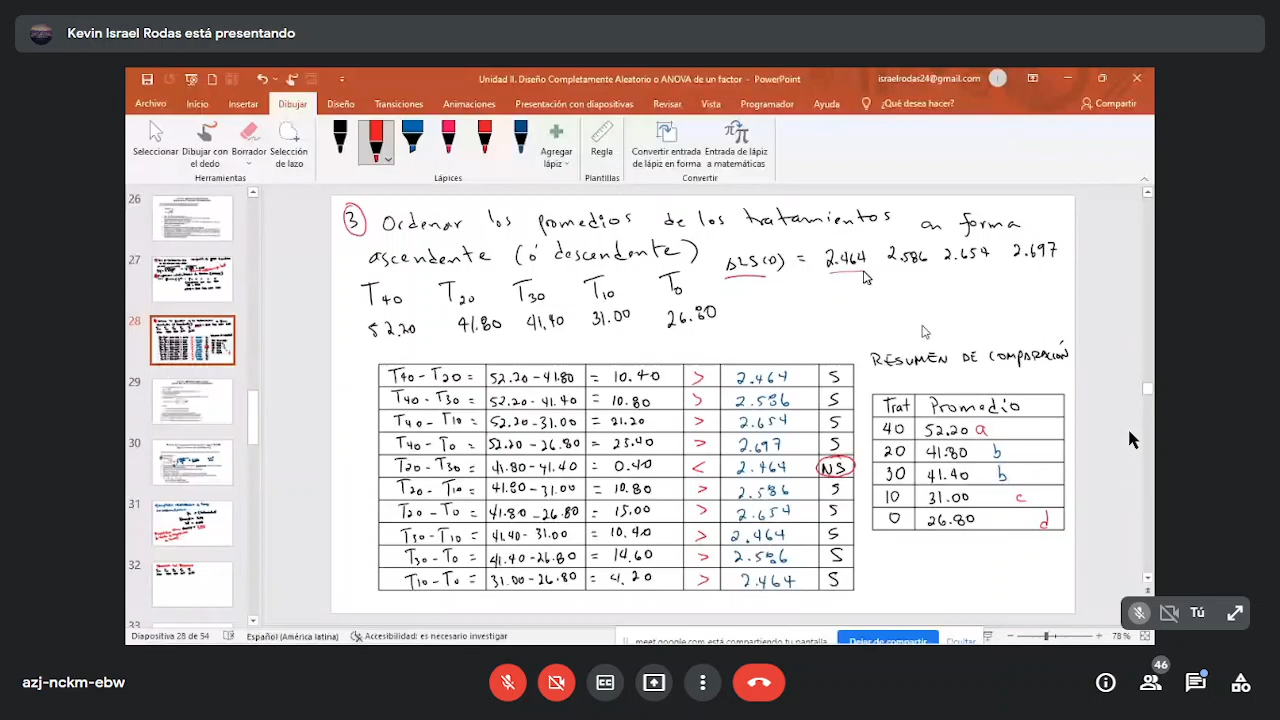 Kevin Israel Rodas está presentando
Unidad II. Diseño Completamente Aleatorio o ANOVA de un factor - PowerPoint
israelrodas24@gmail.com
Archivo Inicio Insertar Dibujar Diseño Transiciones Animaciones Presentación con diapositivas Revisar Vista Programador Ayuda ¿Qué desea hacer? Compartir
Seleccionar Dibujar con el dedo Borrador Selección de lazo Agregar lápiz Regla Convertir entrada de lápiz en forma Entrada de lápiz a matemáticas
Herramientas Lápices Plantillas Convertir
26
27
28
29
30
31
32
33
3 Ordenar los promedios de los tratamientos en forma
ascendente (ó descendente) ALS(D) = 2.464 2.586 2.654 2.697
T40 T20 T30 T10 T0
52.20 41.80 41.40 31.00 26.80
T40 - T20 = 52.20 - 41.80 = 10.40 > 2.464 S
T40 - T30 = 52.20 - 41.40 = 10.80 > 2.586 S
T40 - T10 = 52.20 - 31.00 = 21.20 > 2.654 S
T40 - T0 = 52.20 - 26.80 = 25.40 > 2.697 S
T20 - T30 = 41.80 - 41.40 = 0.40 < 2.464 NS
T20 - T10 = 41.80 - 31.00 = 10.80 > 2.586 S
T20 - T0 = 41.80 - 26.80 = 15.00 > 2.654 S
T30 - T10 = 41.40 - 31.00 = 10.40 > 2.464 S
T30 - T0 = 41.40 - 26.80 = 14.60 > 2.586 S
T10 - T0 = 31.00 - 26.80 = 4.20 > 2.464 S
RESUMEN DE COMPARACIÓN
Trat Promedio
40 52.20 a
20 41.80 b
30 41.40 b
10 31.00 c
0 26.80 d
Tú
Diapositiva 28 de 54 Español (América latina) Accesibilidad: es necesario investigar 78 %
meet.google.com está compartiendo tu pantalla. Dejar de compartir Ocultar
azj-nckm-ebw
46